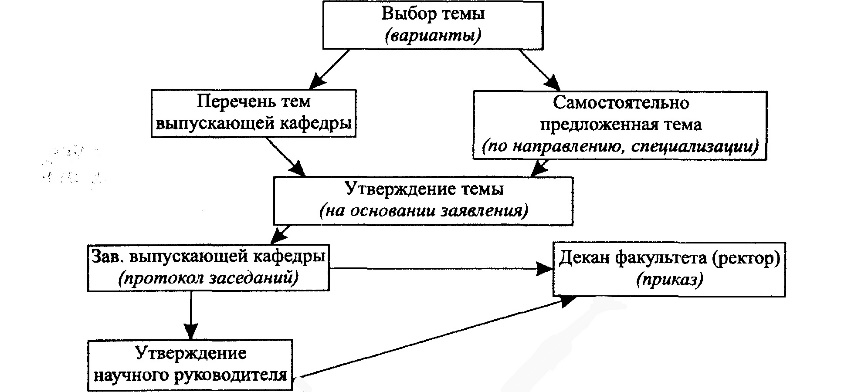 Выбор темы
(варианты)
Перечень тем
выпускающей кафедры
Самостоятельно
предложенная тема
(по направлению, специализации)
Утверждение темы
(на основании заявления)
Зав. выпускающей кафедры
(протокол заседаний)
Декан факультета (ректор)
(приказ)
Утверждение
научного руководителя